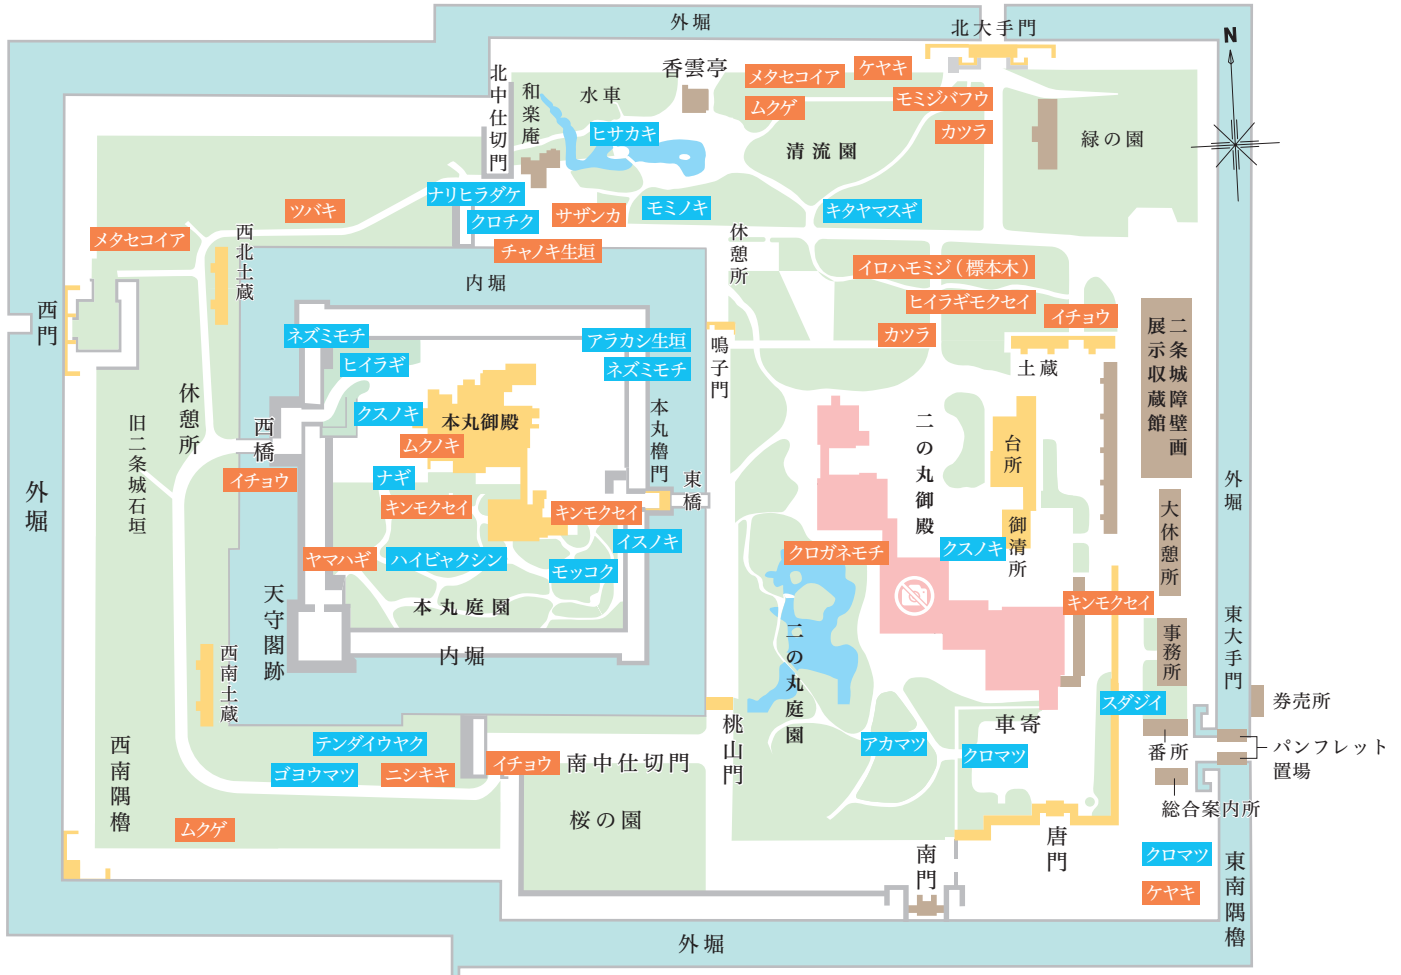 外堀
北大手門
N
香雲亭
メタセコイア
ケヤキ
北中仕切門
和楽庵
水車
ムクゲ
モミジバフウ
ヒサカキ
カツラ
清流園
緑の園
ナリヒラダケ
ツバキ
クロチク
サザンカ
モミノキ
キタヤマスギ
メタセコイア
西北土蔵
チャノキ生垣
休憩所
内堀
イロハモミジ(標本木)
ヒイラギモクセイ
イチョウ
西門
カツラ
ネズミモチ
アラカシ生垣
鳴子門
ヒイラギ
ネズミモチ
土蔵
二条城障壁画
展示収蔵館
休憩所
旧二条城石垣
クスノキ
本丸御殿
本丸櫓門
二の丸御殿
台所
西橋
ムクノキ
イチョウ
ナギ
東橋
外堀
外堀
キンモクセイ
キンモクセイ
大休憩所
御清所
イスノキ
クスノキ
ヤマハギ
ハイビャクシン
モッコク
クロガネモチ
天守閣跡
本丸庭園
キンモクセイ
東大手門
二の丸庭園
事務所
内堀
西南土蔵
スダジイ
券売所
桃山門
車寄
テンダイウヤク
アカマツ
クロマツ
番所
パンフレット
置場
西南隅櫓
ゴヨウマツ
ニシキキ
イチョウ
南中仕切門
総合案内所
ムクゲ
桜の園
唐門
南門
クロマツ
東南隅櫓
ケヤキ
外堀